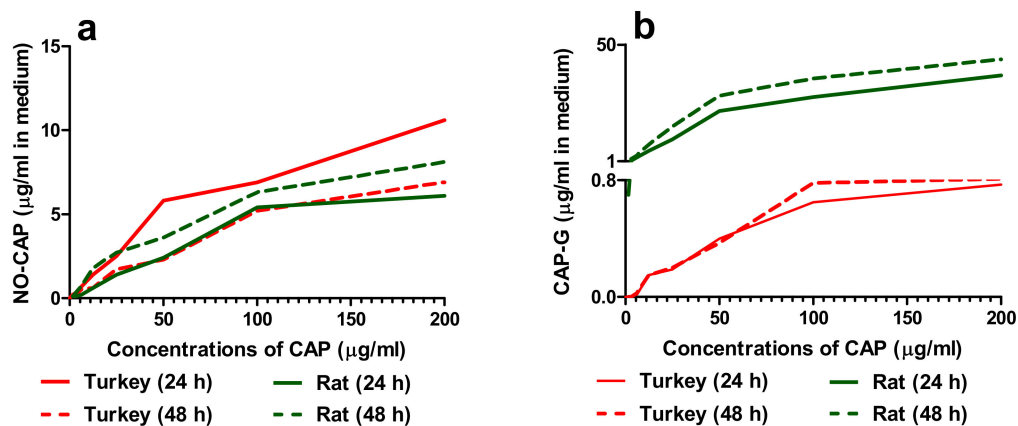 a
NO-CAP (μg/ml in medium)
15
10
5
0
0 50 100 150 200
Concentrations of CAP (μg/ml)
Turkey (24 h) Rat (24 h)
Turkey (48 h) Rat (48 h)
b
CAP-G (μg/ml in medium)
50
1
0.8
0.0
0 50 100 150 200
Concentrations of CAP (μg/ml)
Turkey (24 h) Rat (24 h)
Turkey (48 h) Rat (48 h)